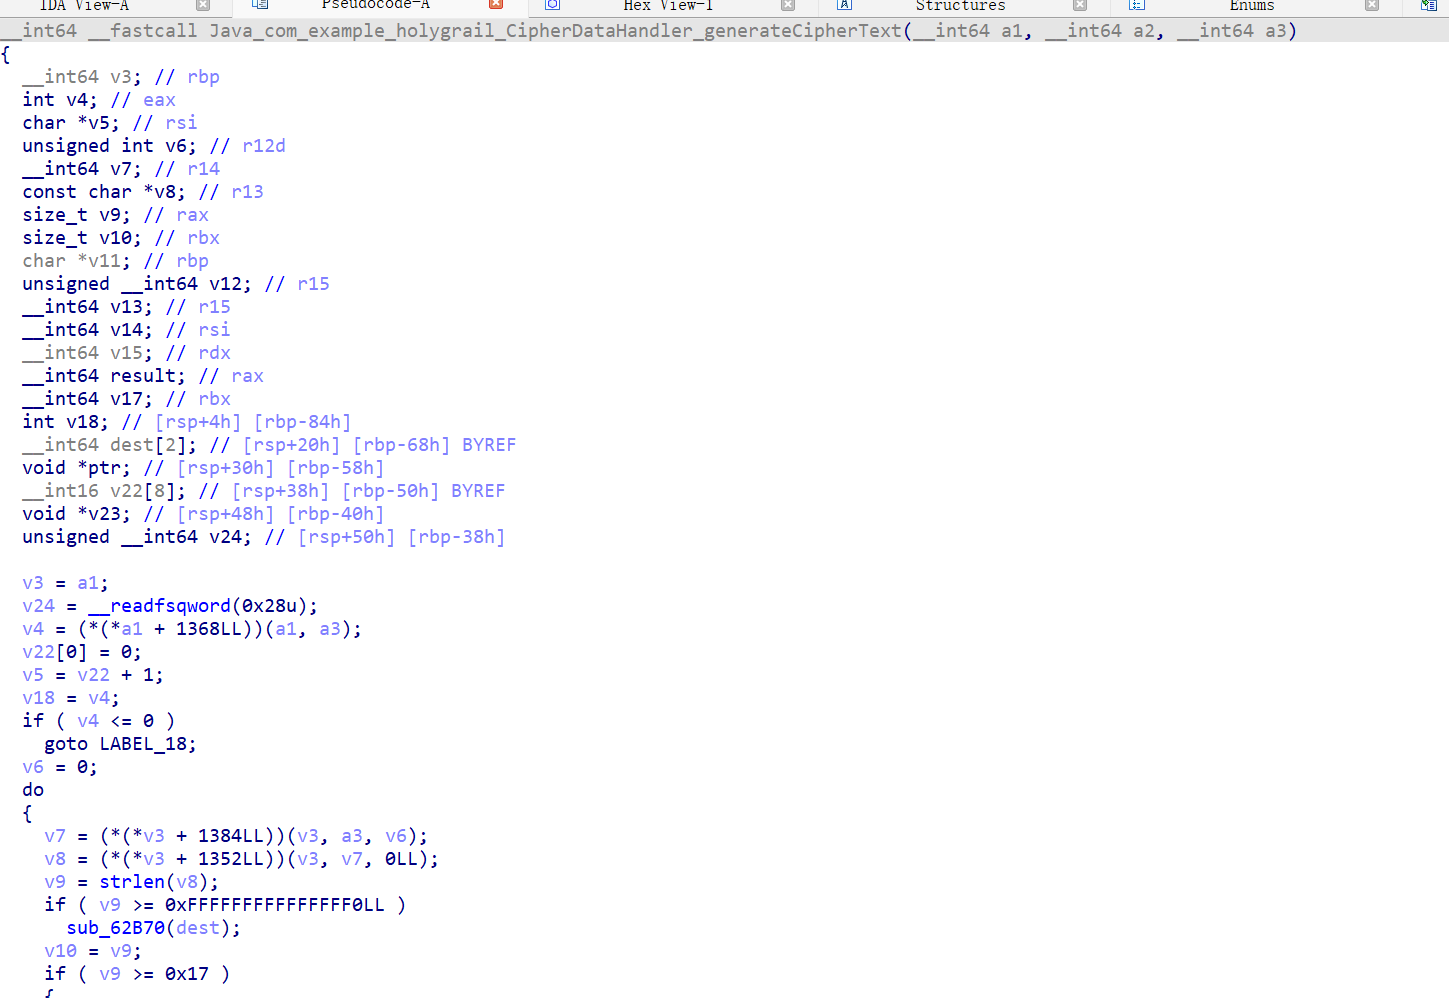 IDA View-A Pseudocode-A Hex View-1 Structures Enums
__int64 __fastcall Java_com_example_holygrail_CipherDataHandler_generateCipherText(__int64 a1, __int64 a2, __int64 a3)
{
  __int64 v3; // rbp
  int v4; // eax
  char *v5; // rsi
  unsigned int v6; // r12d
  __int64 v7; // r14
  const char *v8; // r13
  size_t v9; // rax
  size_t v10; // rbx
  char *v11; // rbp
  unsigned __int64 v12; // r15
  __int64 v13; // r15
  __int64 v14; // rsi
  __int64 v15; // rdx
  __int64 result; // rax
  __int64 v17; // rbx
  int v18; // [rsp+4h] [rbp-84h]
  __int64 dest[2]; // [rsp+20h] [rbp-68h] BYREF
  void *ptr; // [rsp+30h] [rbp-58h]
  __int16 v22[8]; // [rsp+38h] [rbp-50h] BYREF
  void *v23; // [rsp+48h] [rbp-40h]
  unsigned __int64 v24; // [rsp+50h] [rbp-38h]
  v3 = a1;
  v24 = __readfsqword(0x28u);
  v4 = (*(*a1 + 1368LL))(a1, a3);
  v22[0] = 0;
  v5 = v22 + 1;
  v18 = v4;
  if ( v4 <= 0 )
    goto LABEL_18;
  v6 = 0;
  do
  {
    v7 = (*(*v3 + 1384LL))(v3, a3, v6);
    v8 = (*(*v3 + 1352LL))(v3, v7, 0LL);
    v9 = strlen(v8);
    if ( v9 >= 0xFFFFFFFFFFFFFFF0LL )
      sub_62B70(dest);
    v10 = v9;
    if ( v9 >= 0x17 )
    {